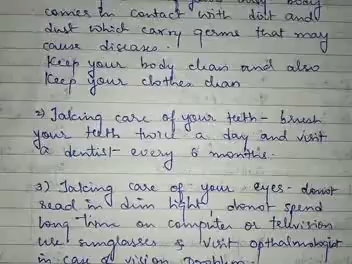 body
comes in contact with dirt and
dust which carry germs that may
cause diseases.
Keep your body clean and also
Keep your clothes clean
2) Taking care of your teeth - brush
your teeth twice a day and visit
a dentist every 6 months.
3) Taking care of your eyes - donot
read in dim light donot spend
long time on computer or television
use sunglasses & visit opthalmologist
in case of vision problem.